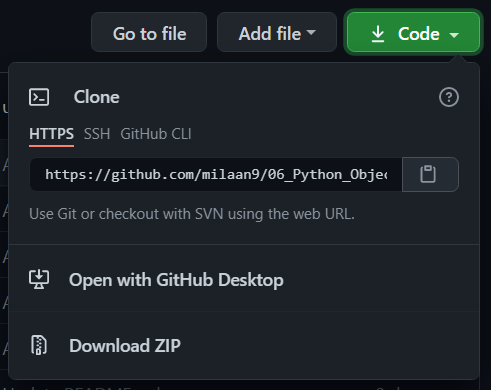 Go to file Add file Code
Clone
HTTPS SSH GitHub CLI
https://github.com/milaan9/06_Python_Objec
Use Git or checkout with SVN using the web URL.
Open with GitHub Desktop
Download ZIP